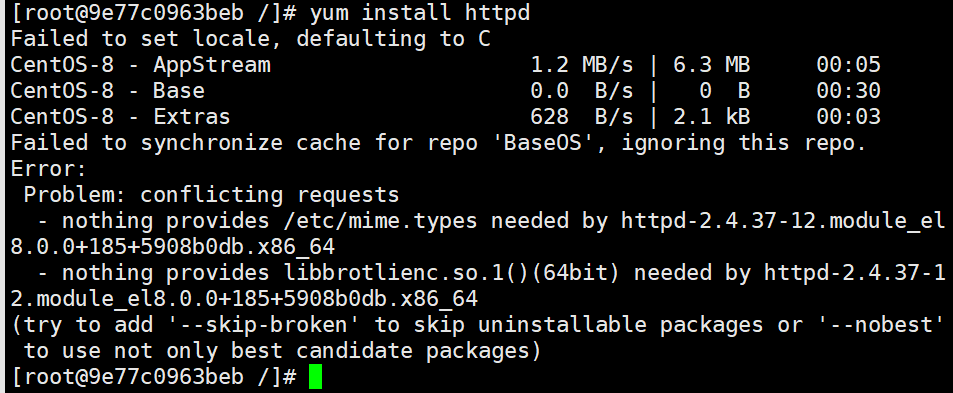 [root@9e77c0963beb /]# yum install httpd
Failed to set locale, defaulting to C
CentOS-8 - AppStream                            1.2 MB/s | 6.3 MB     00:05
CentOS-8 - Base                                 0.0  B/s |   0  B     00:30
CentOS-8 - Extras                               628  B/s | 2.1 kB     00:03
Failed to synchronize cache for repo 'BaseOS', ignoring this repo.
Error:
 Problem: conflicting requests
  - nothing provides /etc/mime.types needed by httpd-2.4.37-12.module_el
8.0.0+185+5908b0db.x86_64
  - nothing provides libbrotlienc.so.1()(64bit) needed by httpd-2.4.37-1
2.module_el8.0.0+185+5908b0db.x86_64
(try to add '--skip-broken' to skip uninstallable packages or '--nobest'
 to use not only best candidate packages)
[root@9e77c0963beb /]#